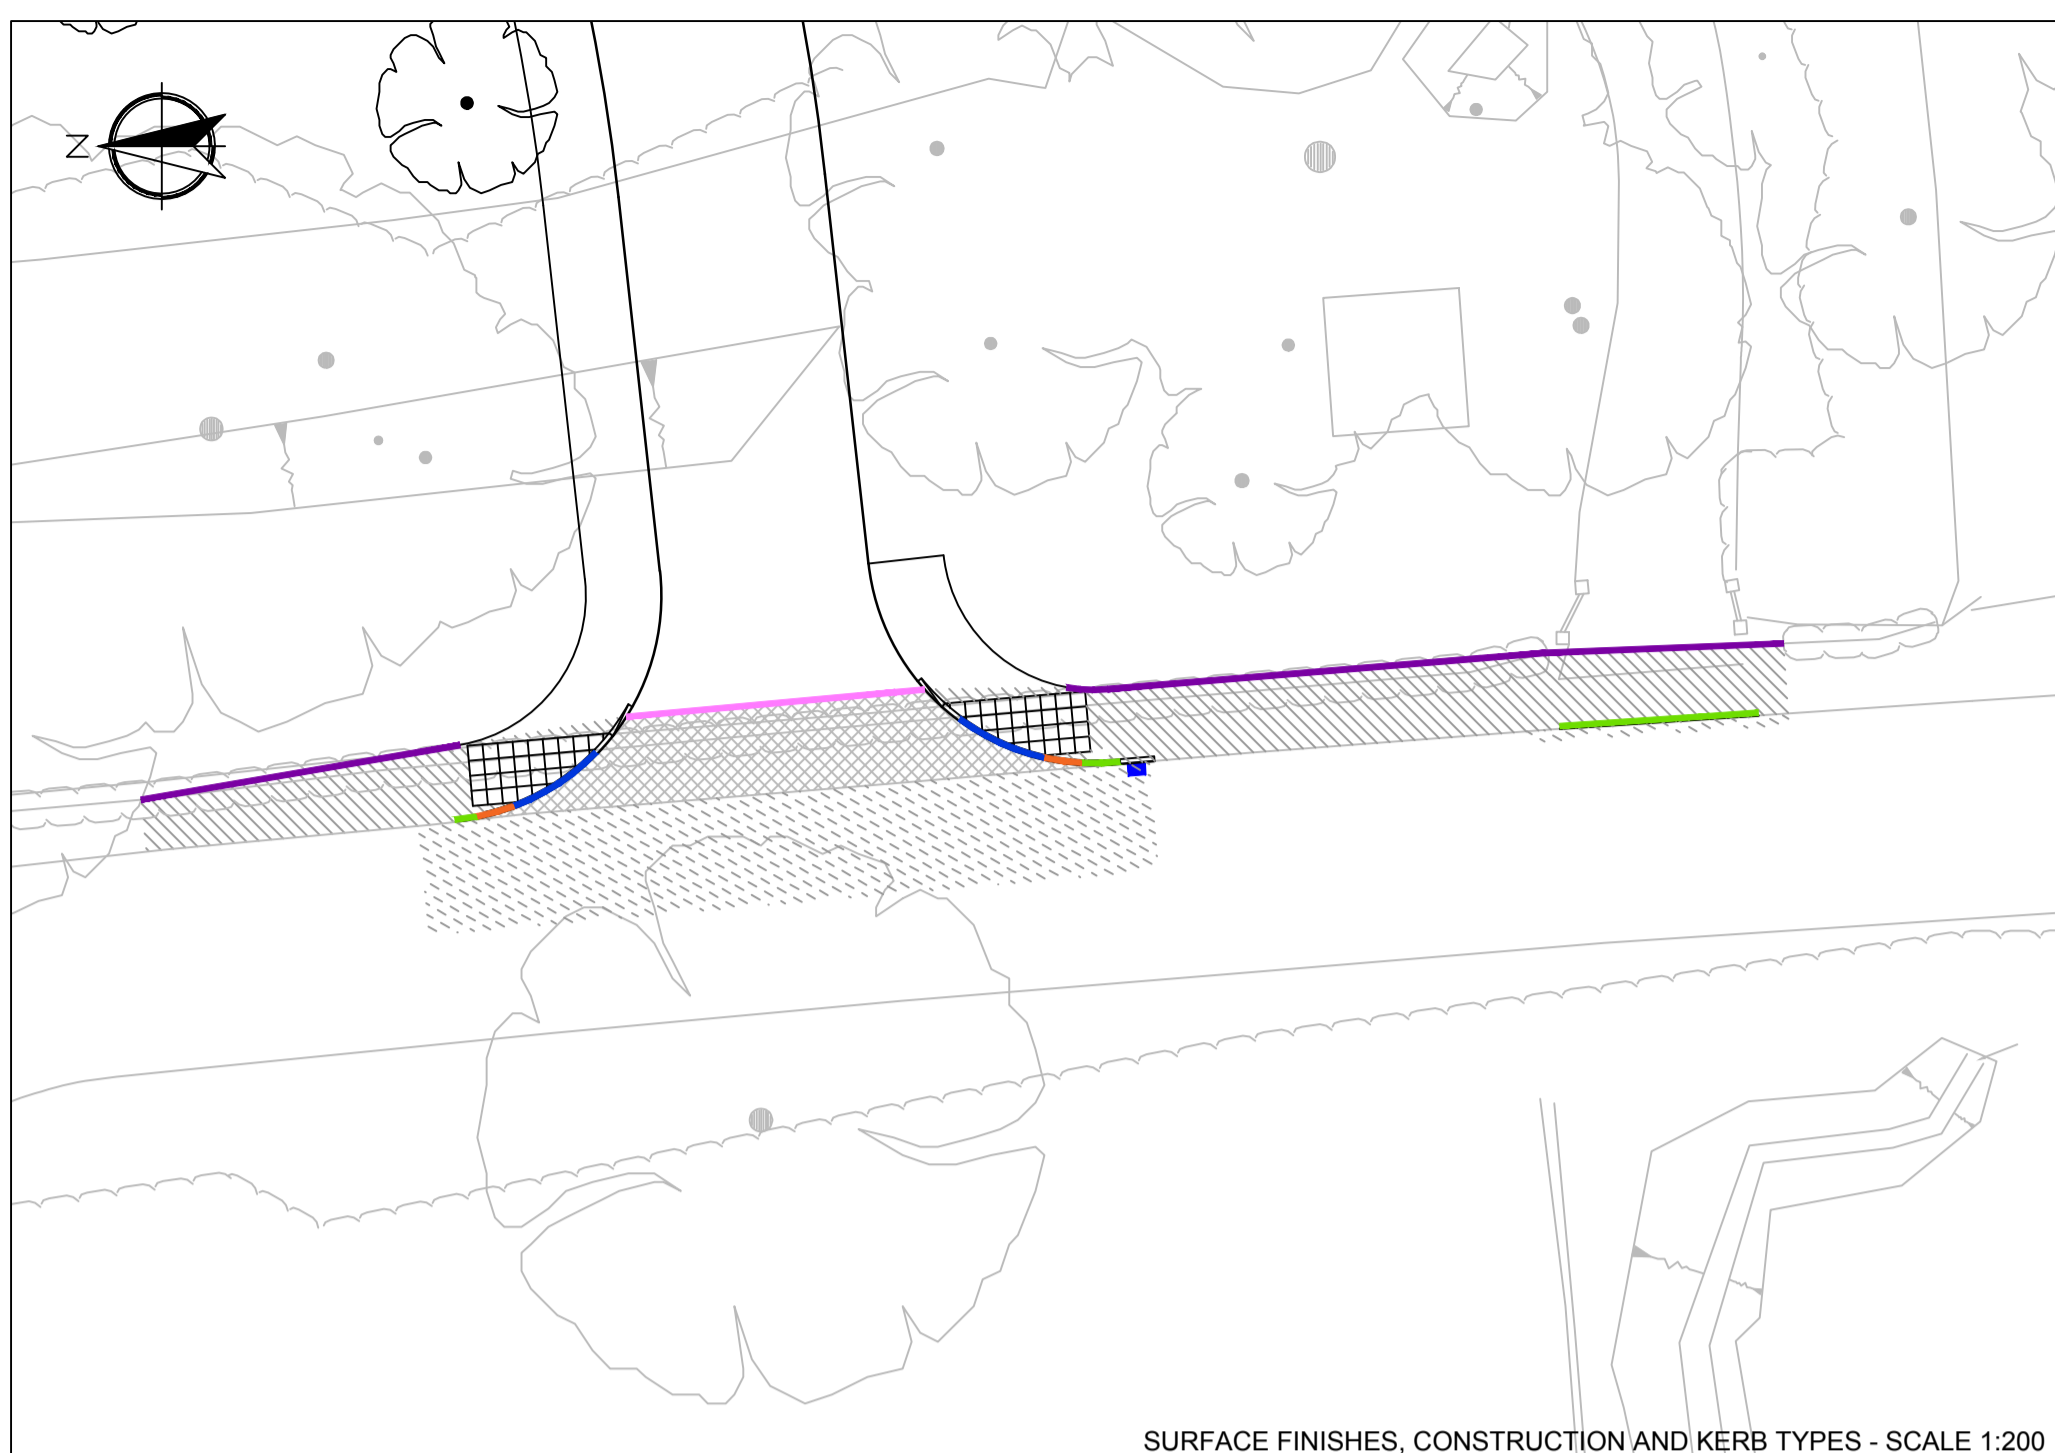 N
SURFACE FINISHES, CONSTRUCTION AND KERB TYPES - SCALE 1:200